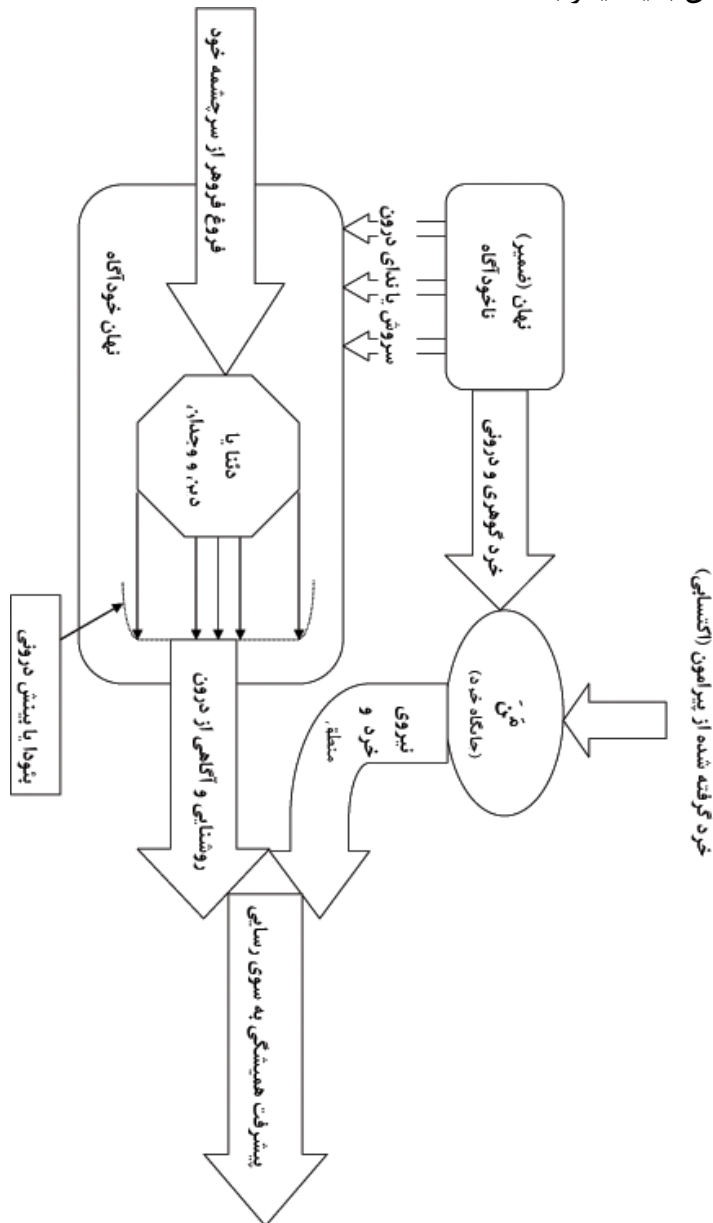 خرد گرفته شده از پیرامون (اکتسابی)
نهان (ضمیر)
ناخودآگاه
خرد گوهری و درونی
مَنَ
(جانگاه خرد)
سروش یا ندای درون
نیروی
خرد و
منطق
فروغ فروهر از سرچشمه خود
دئنا یا
دین و وجدان
روشنایی و آگاهی از درون
پیشرفت همیشگی به سوی رسایی
نهان خودآگاه
بئودا یا بینش درونی